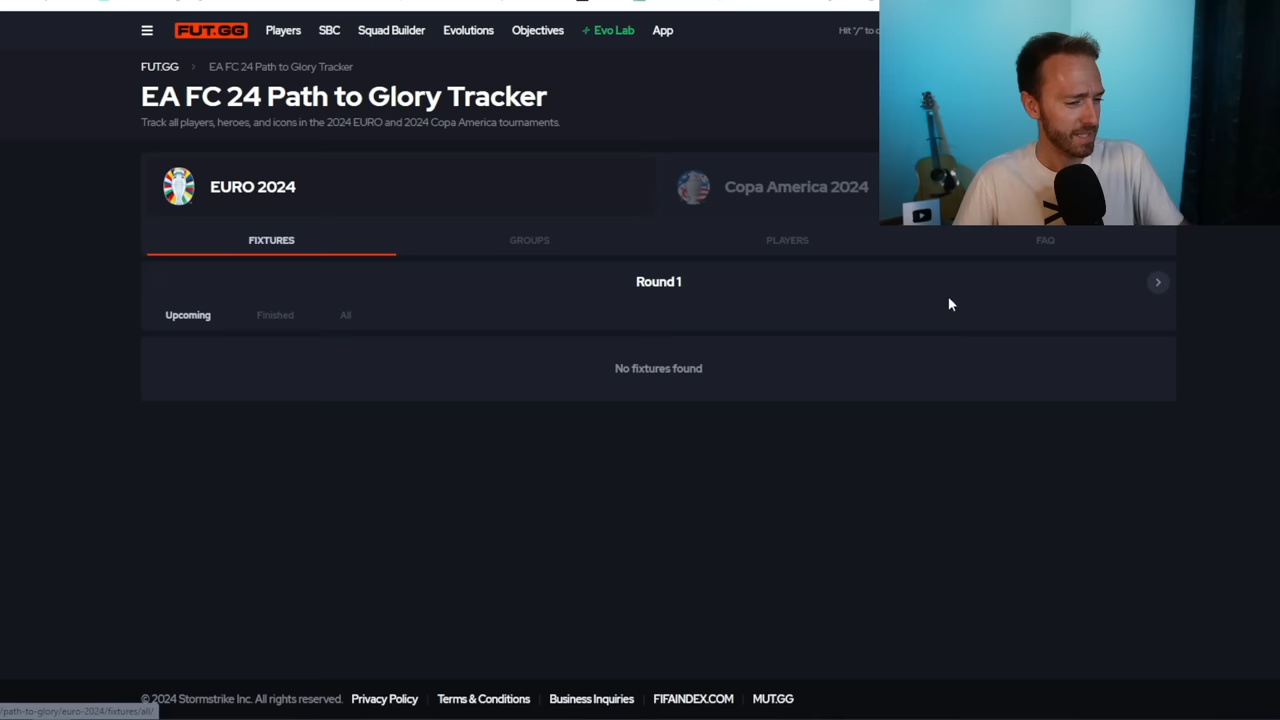 FUT.GG Players SBC Squad Builder Evolutions Objectives + Evo Lab App Hit "/" to
FUT.GG > EA FC 24 Path to Glory Tracker
EA FC 24 Path to Glory Tracker
Track all players, heroes, and icons in the 2024 EURO and 2024 Copa America tournaments.
EURO 2024 Copa America 2024
FIXTURES GROUPS PLAYERS FAQ
Round 1
Upcoming Finished All
No fixtures found
© 2024 Stormstrike Inc. All rights reserved. Privacy Policy Terms & Conditions Business Inquiries FIFAINDEX.COM MUT.GG
/path-to-glory/euro-2024/fixtures/all/